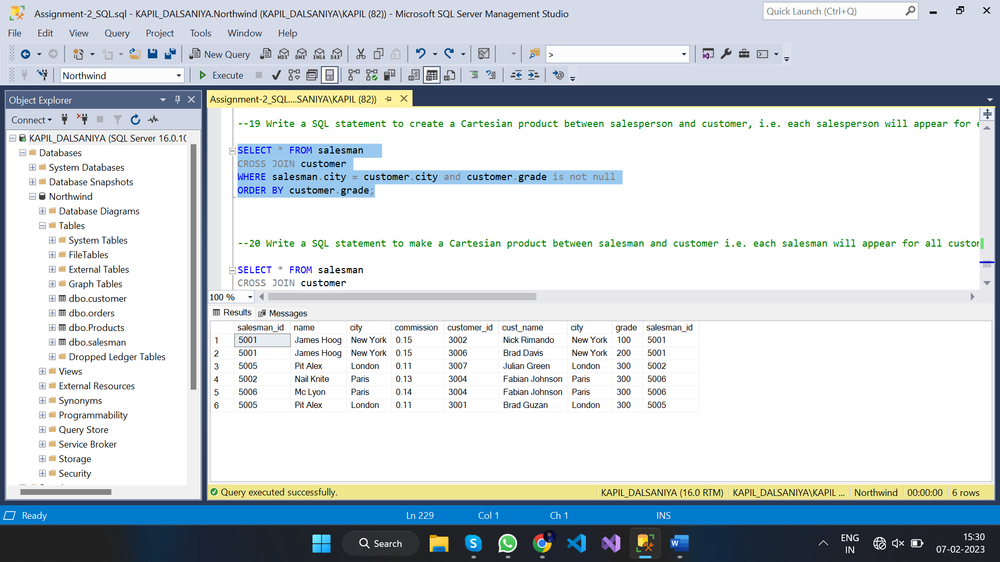 Assignment-2_SQL.sql - KAPIL_DALSANIYA.Northwind (KAPIL_DALSANIYA\KAPIL (82)) - Microsoft SQL Server Management Studio
Quick Launch (Ctrl+Q)
File Edit View Query Project Tools Window Help
New Query MDX DMX XMLA DAX >
Northwind Execute
Object Explorer
Connect
KAPIL_DALSANIYA (SQL Server 16.0.10
Databases
System Databases
Database Snapshots
Northwind
Database Diagrams
Tables
System Tables
FileTables
External Tables
Graph Tables
dbo.customer
dbo.orders
dbo.Products
dbo.salesman
Dropped Ledger Tables
Views
External Resources
Synonyms
Programmability
Query Store
Service Broker
Storage
Security
Assignment-2_SQL....SANIYA\KAPIL (82))
--19 Write a SQL statement to create a Cartesian product between salesperson and customer, i.e. each salesperson will appear for
SELECT * FROM salesman
CROSS JOIN customer
WHERE salesman.city = customer.city and customer.grade is not null
ORDER BY customer.grade;
--20 Write a SQL statement to make a Cartesian product between salesman and customer i.e. each salesman will appear for all custom
SELECT * FROM salesman
CROSS JOIN customer
100 %
Results Messages
salesman_id name city commission customer_id cust_name city grade salesman_id
1 5001 James Hoog New York 0.15 3002 Nick Rimando New York 100 5001
2 5001 James Hoog New York 0.15 3006 Brad Davis New York 200 5001
3 5005 Pit Alex London 0.11 3007 Julian Green London 300 5002
4 5002 Nail Knite Paris 0.13 3004 Fabian Johnson Paris 300 5006
5 5006 Mc Lyon Paris 0.14 3004 Fabian Johnson Paris 300 5006
6 5005 Pit Alex London 0.11 3001 Brad Guzan London 300 5005
Query executed successfully. KAPIL_DALSANIYA (16.0 RTM) KAPIL_DALSANIYA\KAPIL ... Northwind 00:00:00 6 rows
Ready Ln 229 Col 1 Ch 1 INS
Search
ENG
IN
15:30
07-02-2023